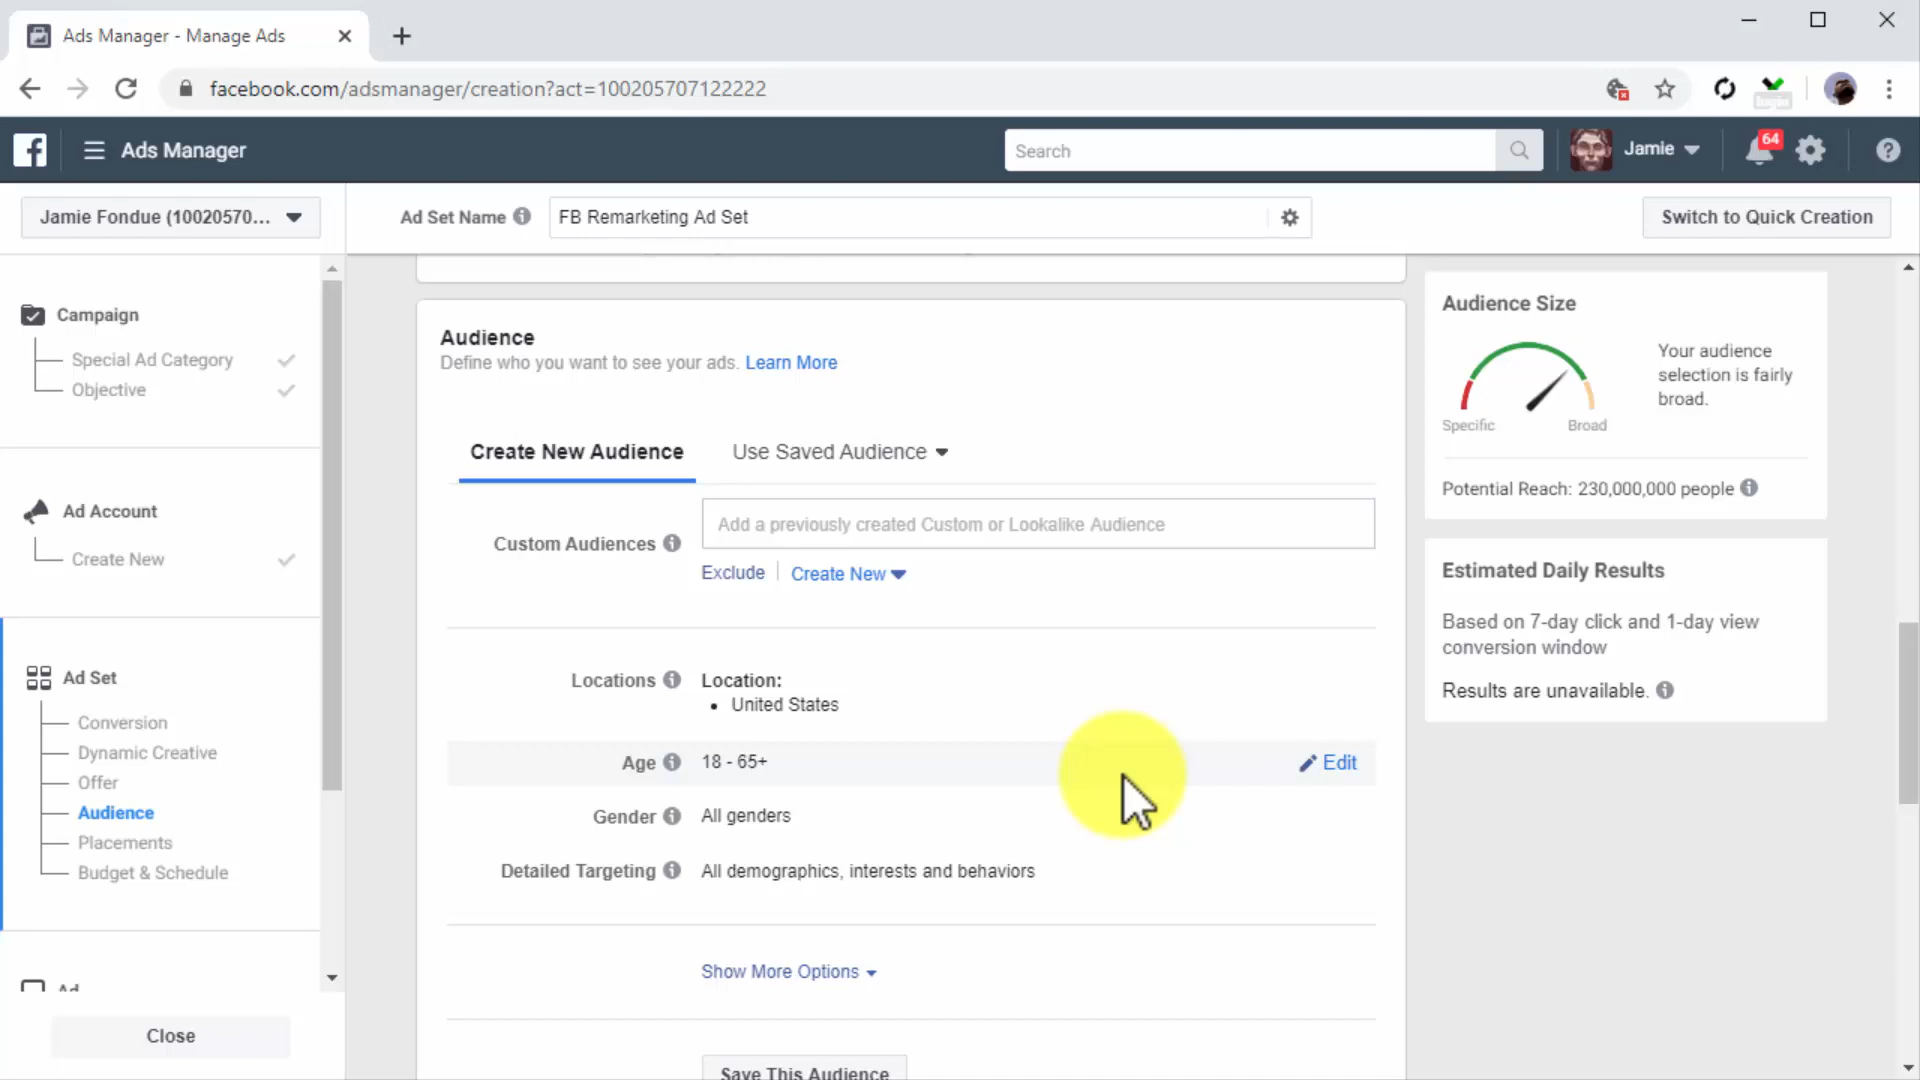 Ads Manager - Manage Ads
facebook.com/adsmanager/creation?act=100205707122222
Ads Manager
Search
Jamie
64
Jamie Fondue (10020570...
Ad Set Name
FB Remarketing Ad Set
Switch to Quick Creation
Campaign
Special Ad Category
Objective
Ad Account
Create New
Ad Set
Conversion
Dynamic Creative
Offer
Audience
Placements
Budget & Schedule
Ad
Close
Audience
Define who you want to see your ads. Learn More
Create New Audience
Use Saved Audience
Custom Audiences
Add a previously created Custom or Lookalike Audience
Exclude
Create New
Locations
Location:
• United States
Age
18 - 65+
Edit
Gender
All genders
Detailed Targeting
All demographics, interests and behaviors
Show More Options
Save This Audience
Audience Size
Specific
Broad
Your audience
selection is fairly
broad.
Potential Reach: 230,000,000 people
Estimated Daily Results
Based on 7-day click and 1-day view
conversion window
Results are unavailable.